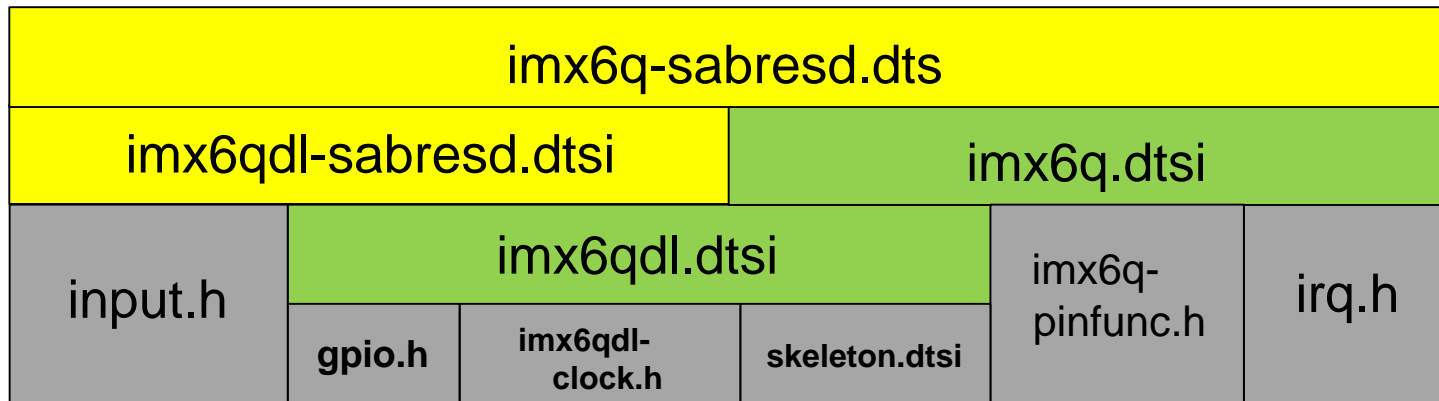 imx6q-sabresd.dts
imx6qdl-sabresd.dtsi
imx6q.dtsi
input.h
imx6qdl.dtsi
imx6q-
pinfunc.h
irq.h
gpio.h
imx6qdl-
clock.h
skeleton.dtsi